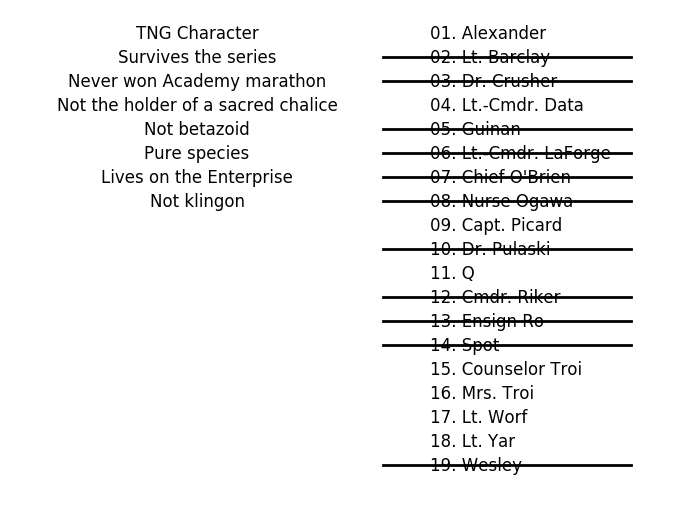 TNG Character
Survives the series
Never won Academy marathon
Not the holder of a sacred chalice
Not betazoid
Pure species
Lives on the Enterprise
Not klingon
01. Alexander
02. Lt. Barclay
03. Dr. Crusher
04. Lt.-Cmdr. Data
05. Guinan
06. Lt.-Cmdr. LaForge
07. Chief O'Brien
08. Nurse Ogawa
09. Capt. Picard
10. Dr. Pulaski
11. Q
12. Cmdr. Riker
13. Ensign Ro
14. Spot
15. Counselor Troi
16. Mrs. Troi
17. Lt. Worf
18. Lt. Yar
19. Wesley